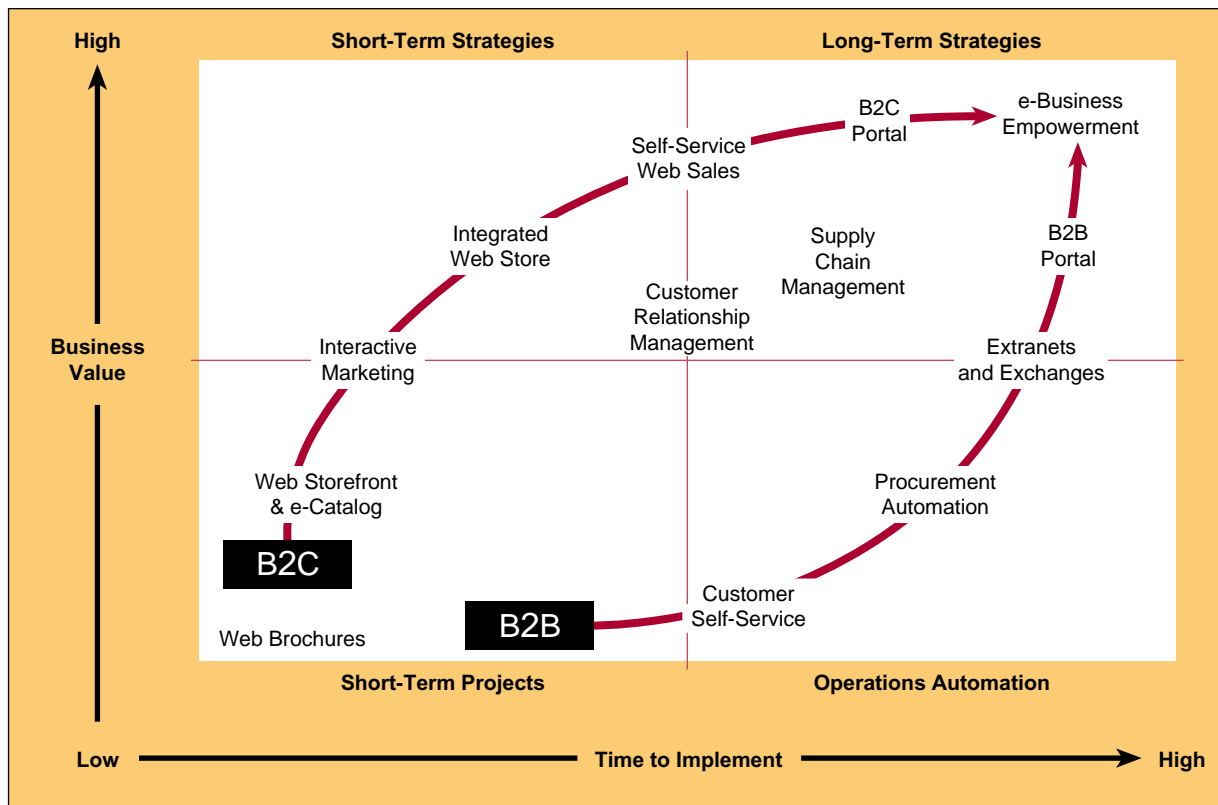 High
Short-Term Strategies
Long-Term Strategies
B2C
Portal
e-Business
Empowerment
Self-Service
Web Sales
Integrated
Web Store
Supply
Chain
Management
B2B
Portal
Customer
Relationship
Management
Business
Value
Interactive
Marketing
Extranets
and Exchanges
Web Storefront
& e-Catalog
Procurement
Automation
B2C
Customer
Self-Service
B2B
Web Brochures
Short-Term Projects
Operations Automation
Low
Time to Implement
High